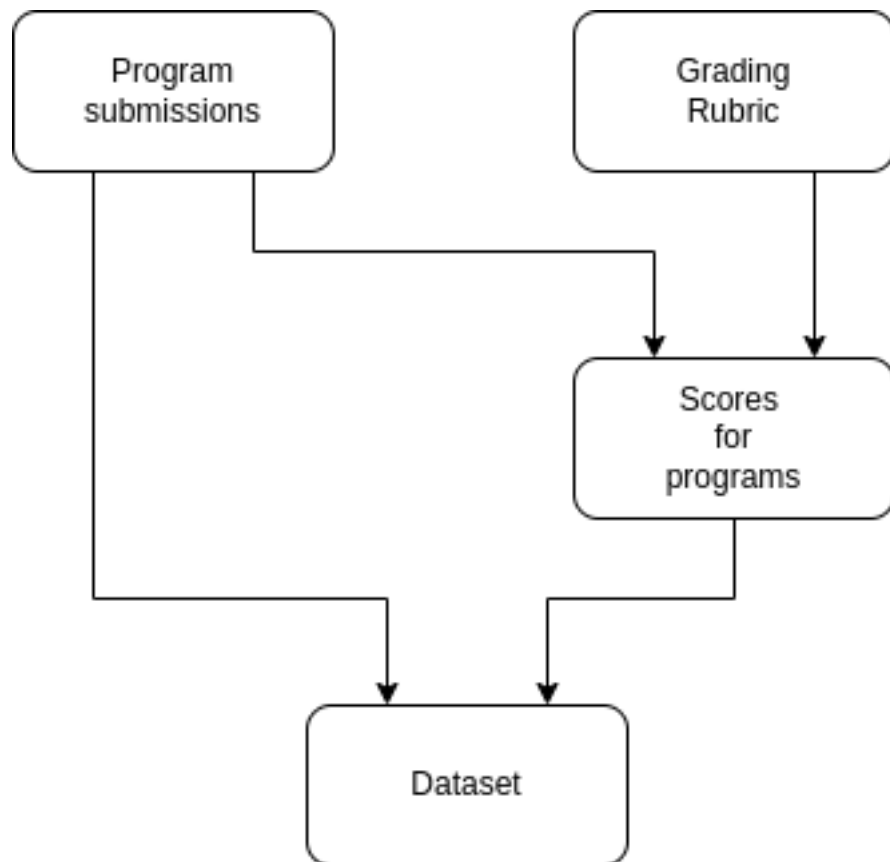 Program
submissions
Grading
Rubric
Scores
for
programs
Dataset